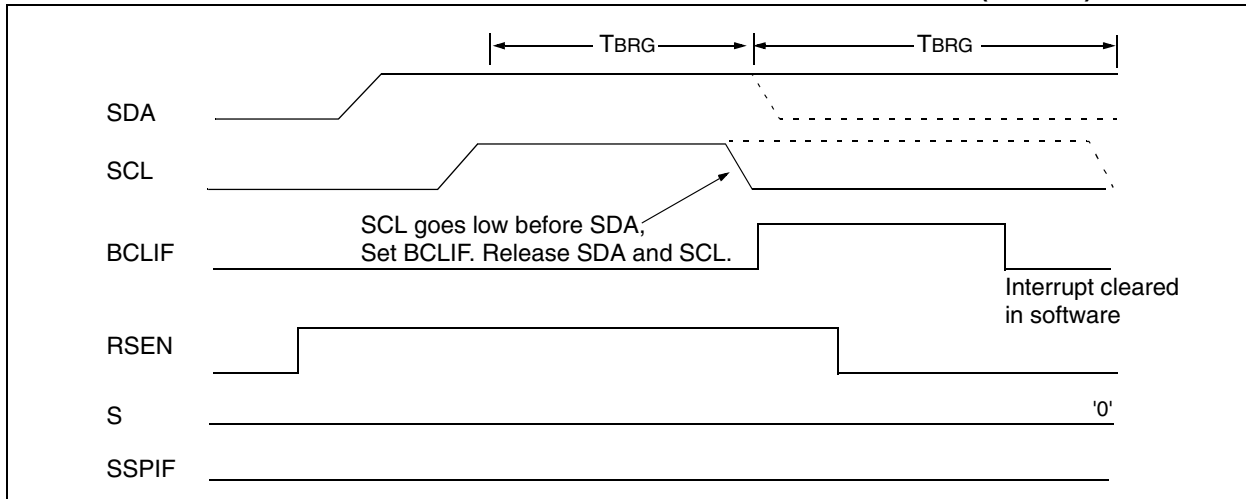 TBRG TBRG
SDA
SCL
SCL goes low before SDA,
Set BCLIF. Release SDA and SCL.
BCLIF
Interrupt cleared
in software
RSEN
S '0'
SSPIF